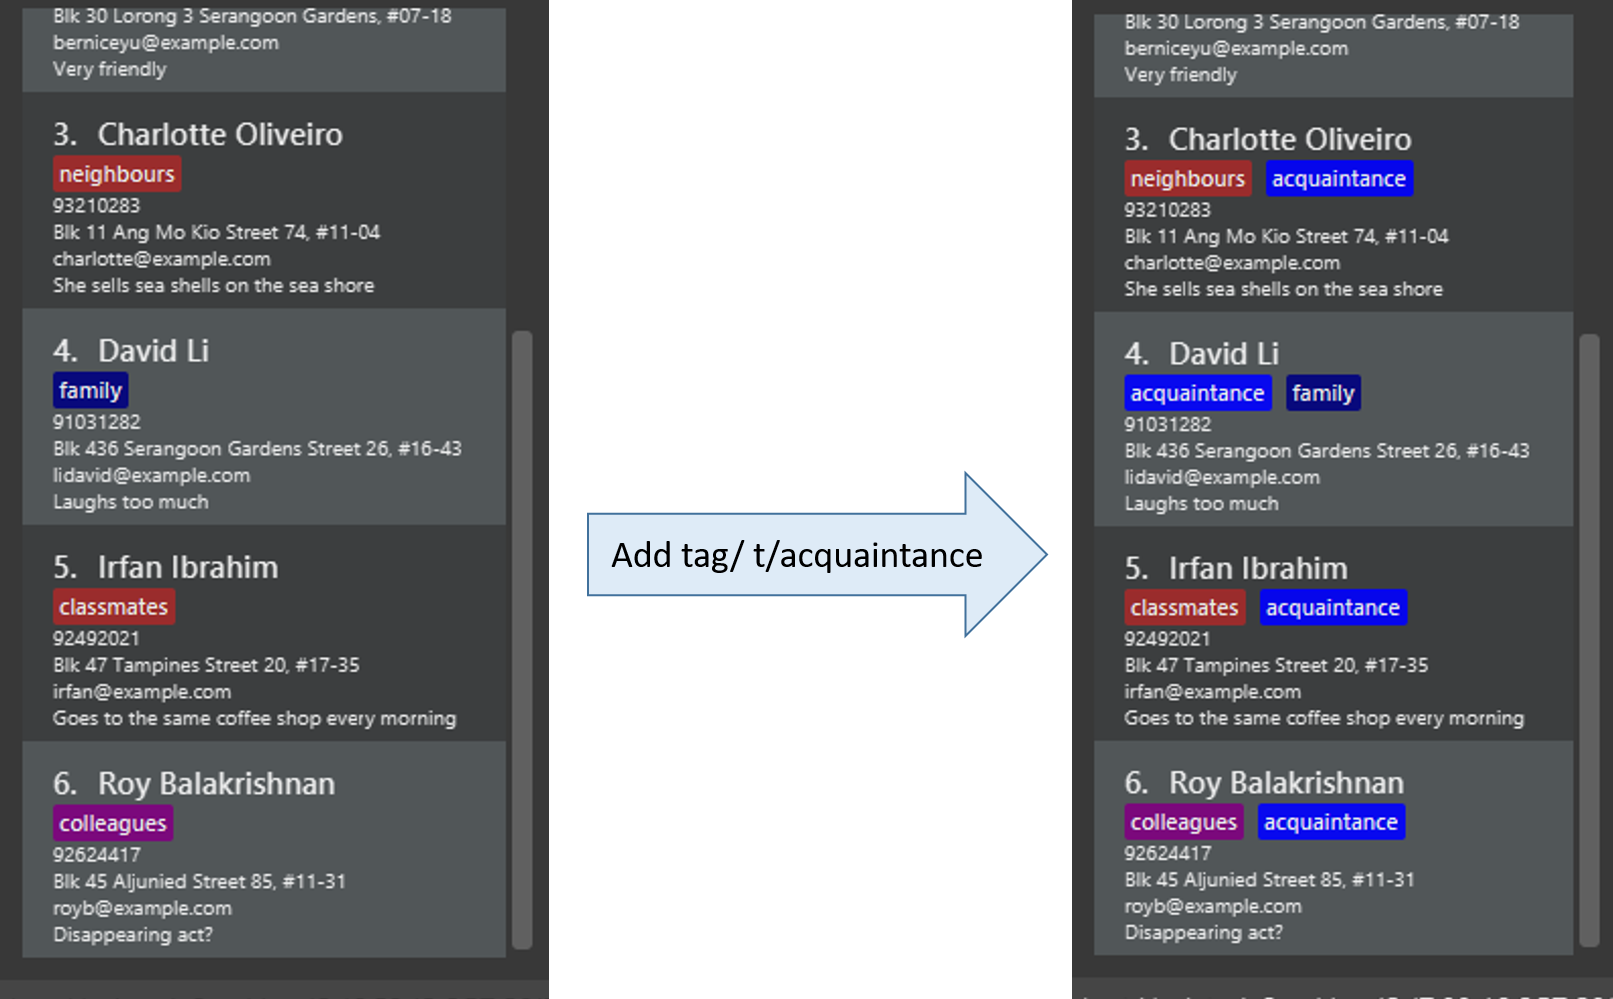 Blk 30 Lorong 3 Serangoon Gardens, #07-18
berniceyu@example.com
Very friendly
3. Charlotte Oliveiro
neighbours
93210283
Blk 11 Ang Mo Kio Street 74, #11-04
charlotte@example.com
She sells sea shells on the sea shore
4. David Li
family
91031282
Blk 436 Serangoon Gardens Street 26, #16-43
lidavid@example.com
Laughs too much
5. Irfan Ibrahim
classmates
92492021
Blk 47 Tampines Street 20, #17-35
irfan@example.com
Goes to the same coffee shop every morning
6. Roy Balakrishnan
colleagues
92624417
Blk 45 Aljunied Street 85, #11-31
royb@example.com
Disappearing act?
Add tag/ t/acquaintance
Blk 30 Lorong 3 Serangoon Gardens, #07-18
berniceyu@example.com
Very friendly
3. Charlotte Oliveiro
neighbours acquaintance
93210283
Blk 11 Ang Mo Kio Street 74, #11-04
charlotte@example.com
She sells sea shells on the sea shore
4. David Li
acquaintance family
91031282
Blk 436 Serangoon Gardens Street 26, #16-43
lidavid@example.com
Laughs too much
5. Irfan Ibrahim
classmates acquaintance
92492021
Blk 47 Tampines Street 20, #17-35
irfan@example.com
Goes to the same coffee shop every morning
6. Roy Balakrishnan
colleagues acquaintance
92624417
Blk 45 Aljunied Street 85, #11-31
royb@example.com
Disappearing act?